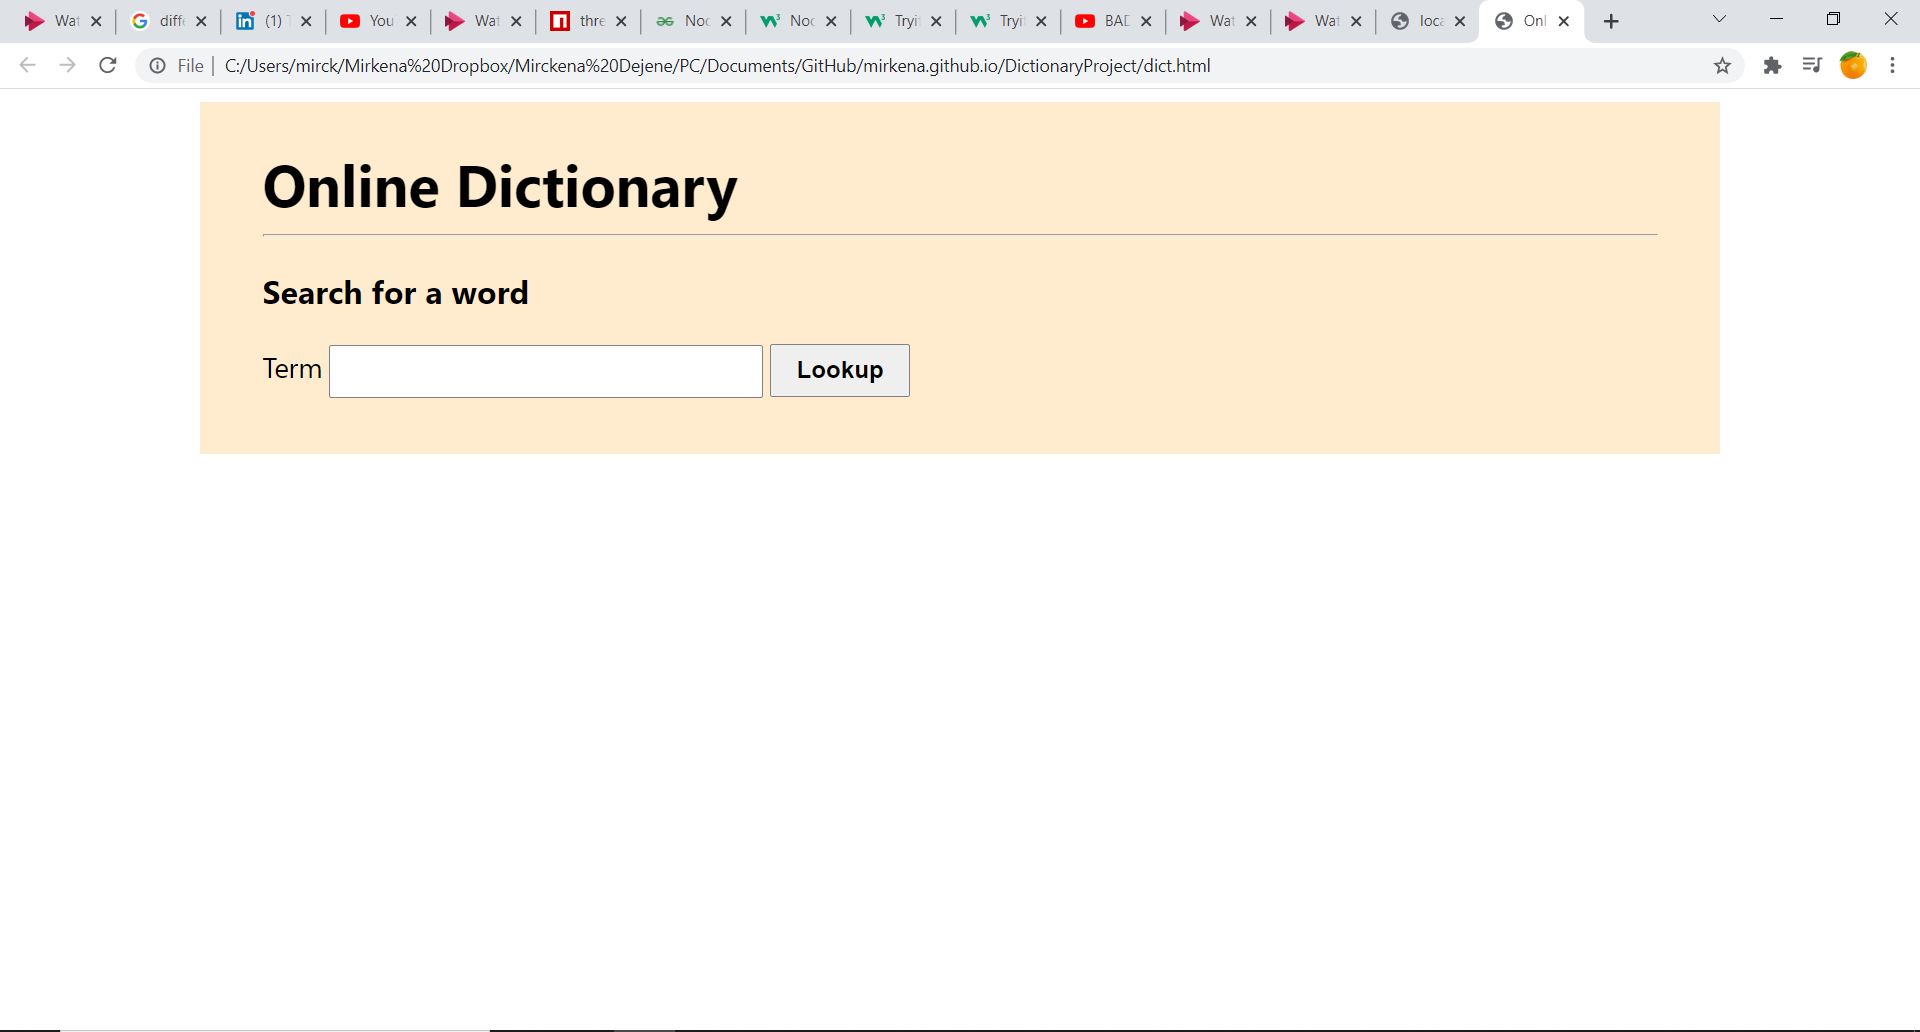 Wat
diff
(1)
You
Wat
thre
Noc
Noc
Tryi
Tryi
BAD
Wat
Wat
loca
Onl
File
C:/Users/mirck/Mirkena%20Dropbox/Mirckena%20Dejene/PC/Documents/GitHub/mirkena.github.io/DictionaryProject/dict.html
Online Dictionary
Search for a word
Term
Lookup